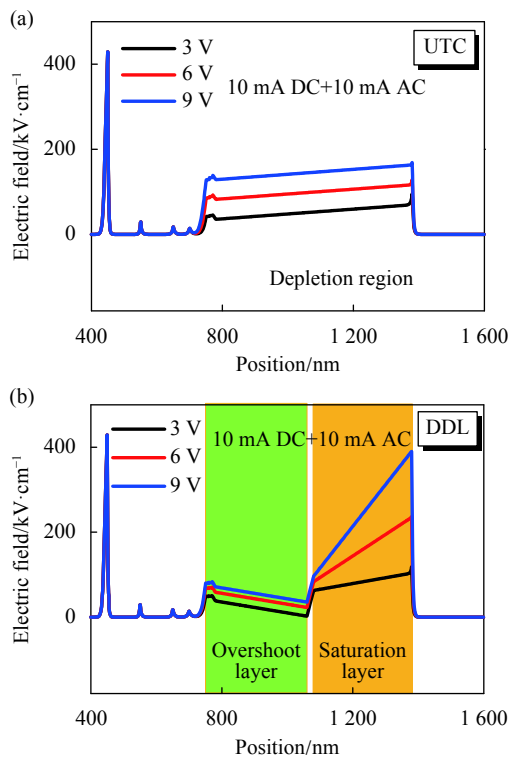 (a)
3 V
6 V
9 V
UTC
10 mA DC+10 mA AC
Electric field/kV·cm⁻¹
400
200
0
Depletion region
400 800 1 200 1 600
Position/nm
(b)
3 V
6 V
9 V
DDL
10 mA DC+10 mA AC
Electric field/kV·cm⁻¹
400
200
0
Overshoot
layer
Saturation
layer
400 800 1 200 1 600
Position/nm